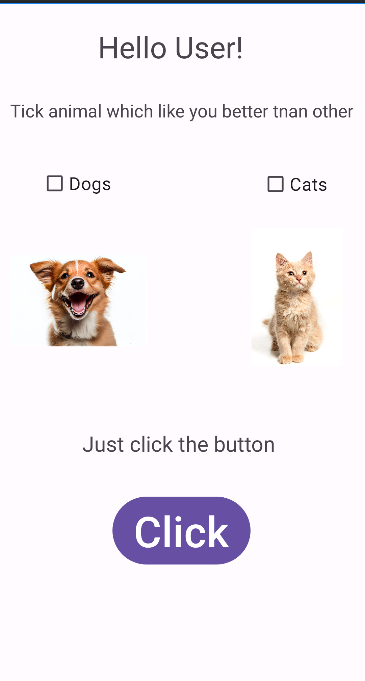 Hello User!
Tick animal which like you better tnan other
Dogs
Cats
Just click the button
Click